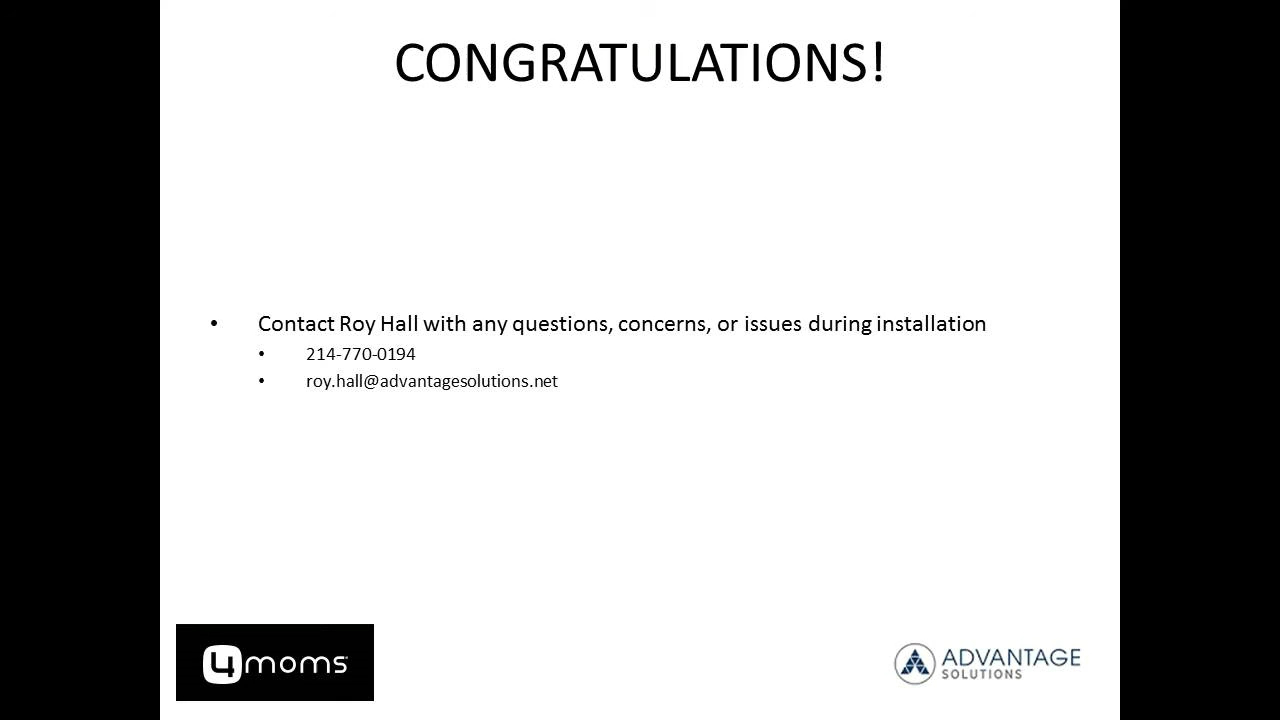 CONGRATULATIONS!
• Contact Roy Hall with any questions, concerns, or issues during installation
• 214-770-0194
• roy.hall@advantagesolutions.net
4moms
ADVANTAGE
SOLUTIONS